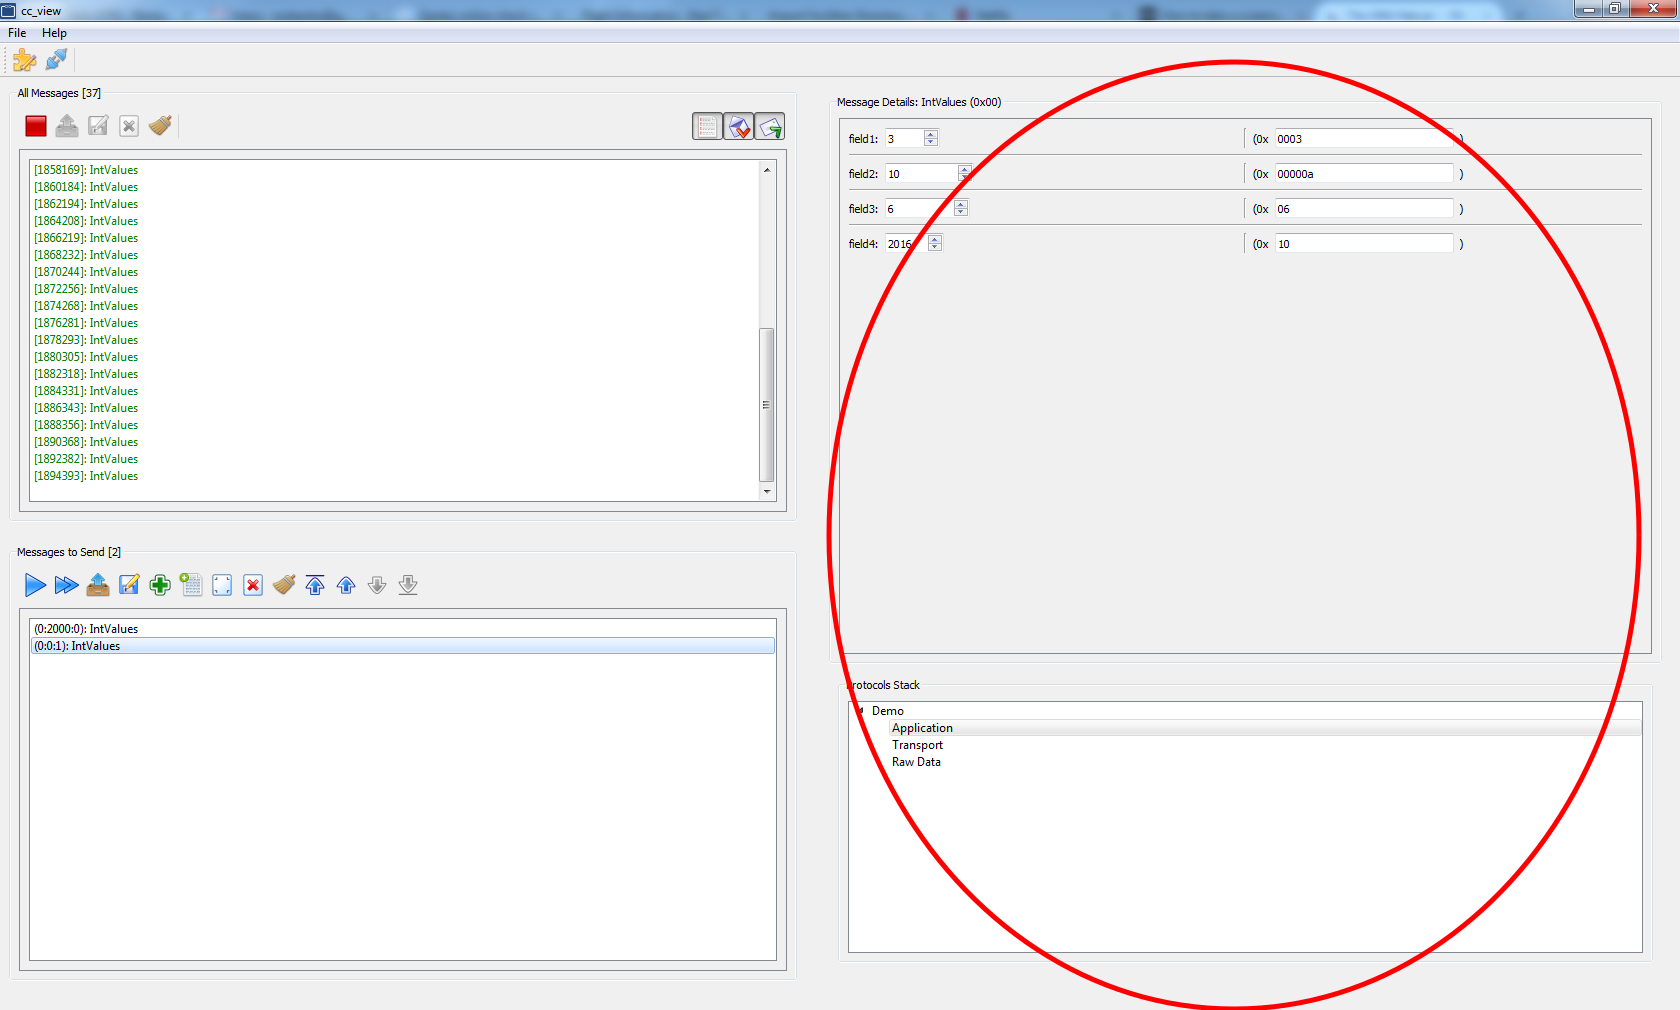 cc_view
File Help
All Messages [37]
[1858169]: IntValues
[1860184]: IntValues
[1862194]: IntValues
[1864208]: IntValues
[1866219]: IntValues
[1868232]: IntValues
[1870244]: IntValues
[1872256]: IntValues
[1874268]: IntValues
[1876281]: IntValues
[1878293]: IntValues
[1880305]: IntValues
[1882318]: IntValues
[1884331]: IntValues
[1886343]: IntValues
[1888356]: IntValues
[1890368]: IntValues
[1892382]: IntValues
[1894393]: IntValues
Messages to Send [2]
(0:2000:0): IntValues
(0:0:1): IntValues
Message Details: IntValues (0x00)
field1: 3 (0x 0003 )
field2: 10 (0x 00000a )
field3: 6 (0x 06 )
field4: 2016 (0x 10 )
Protocols Stack
Demo
Application
Transport
Raw Data